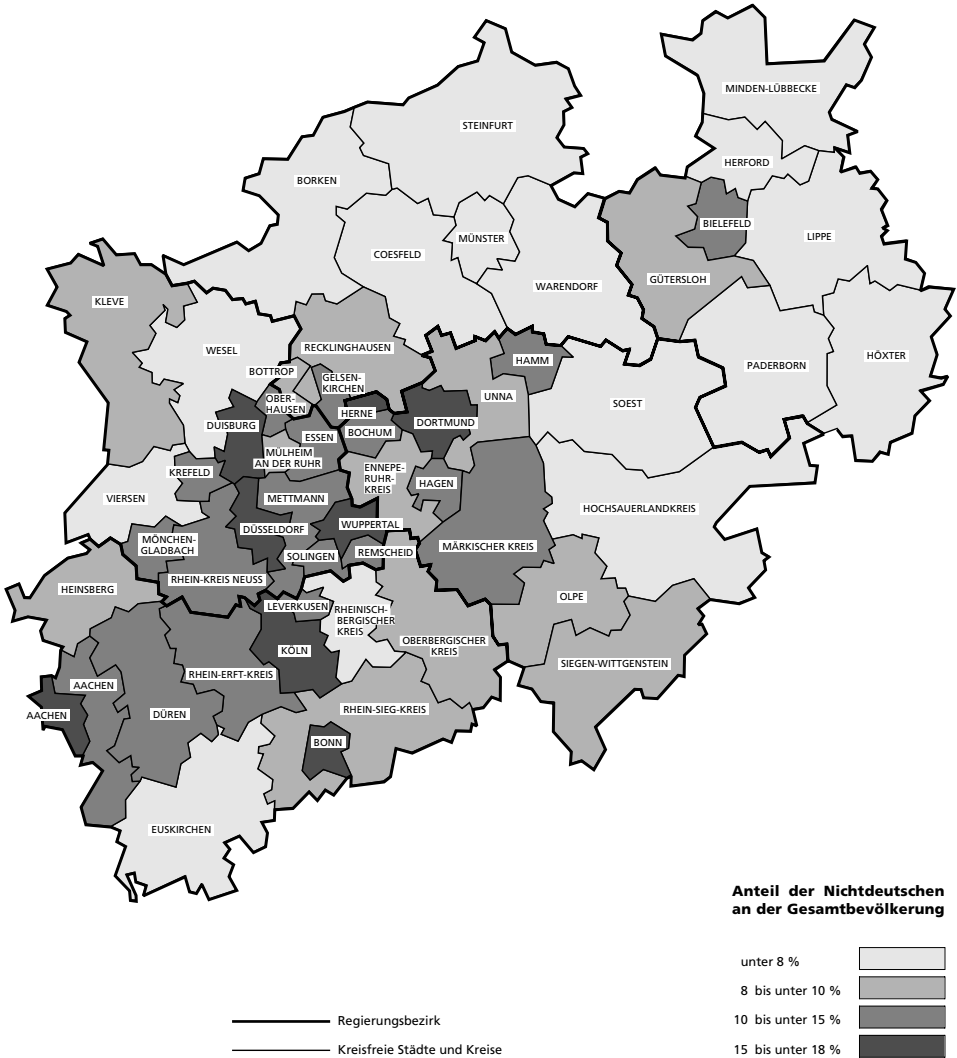 MINDEN-LÜBBECKE
STEINFURT
HERFORD
BORKEN
BIELEFELD
LIPPE
MÜNSTER
COESFELD
GÜTERSLOH
WARENDORF
KLEVE
RECKLINGHAUSEN
WESEL
HAMM
HÖXTER
PADERBORN
BOTTROP
GELSEN-
KIRCHEN
UNNA
OBER-
HAUSEN
SOEST
HERNE
DORTMUND
DUISBURG
BOCHUM
ESSEN
MÜLHEIM
AN DER RUHR
ENNEPE-
RUHR-
KREIS
KREFELD
HAGEN
VIERSEN
METTMANN
HOCHSAUERLANDKREIS
WUPPERTAL
DÜSSELDORF
MÖNCHEN-
GLADBACH
MÄRKISCHER KREIS
REMSCHEID
SOLINGEN
RHEIN-KREIS NEUSS
HEINSBERG
OLPE
LEVERKUSEN
RHEINISCH-
BERGISCHER
KREIS
OBERBERGISCHER
KREIS
KÖLN
SIEGEN-WITTGENSTEIN
RHEIN-ERFT-KREIS
AACHEN
RHEIN-SIEG-KREIS
AACHEN
DÜREN
BONN
EUSKIRCHEN
Anteil der Nichtdeutschen
an der Gesamtbevölkerung
unter 8 %
8 bis unter 10 %
10 bis unter 15 %
15 bis unter 18 %
Regierungsbezirk
Kreisfreie Städte und Kreise